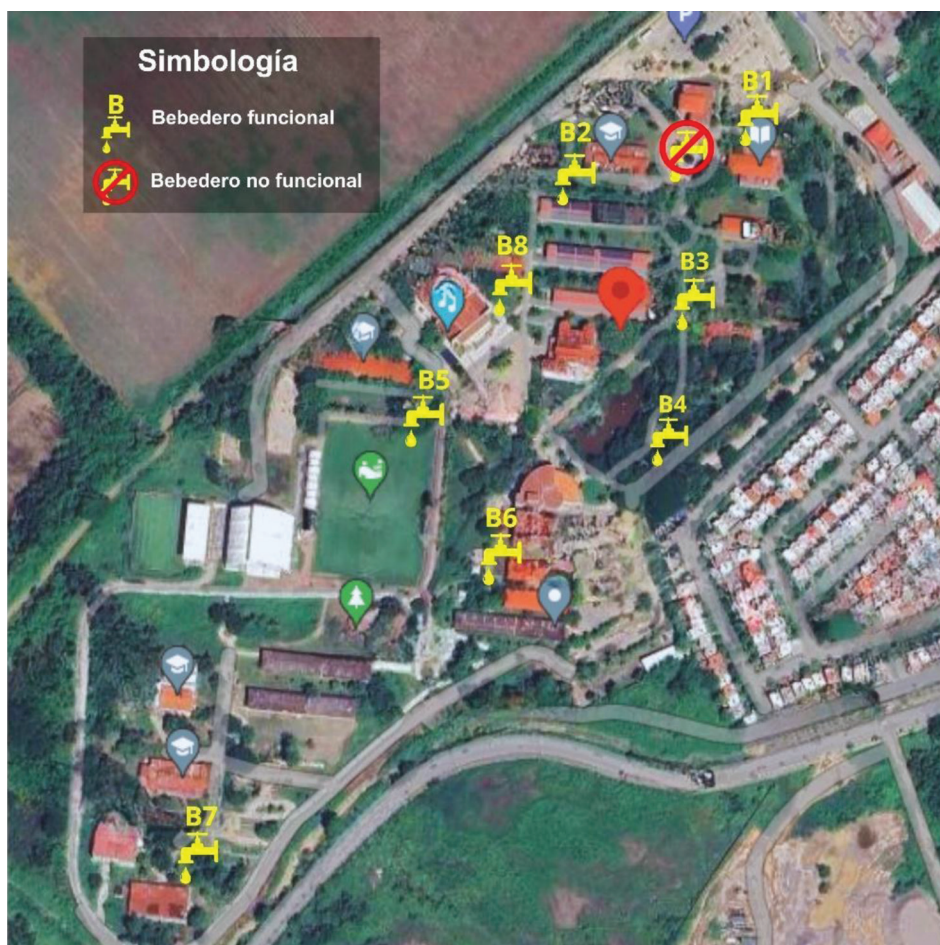 P
Simbología
B
Bebedero funcional
Bebedero no funcional
B1
B2
B8
B3
B5
B4
B6
B7